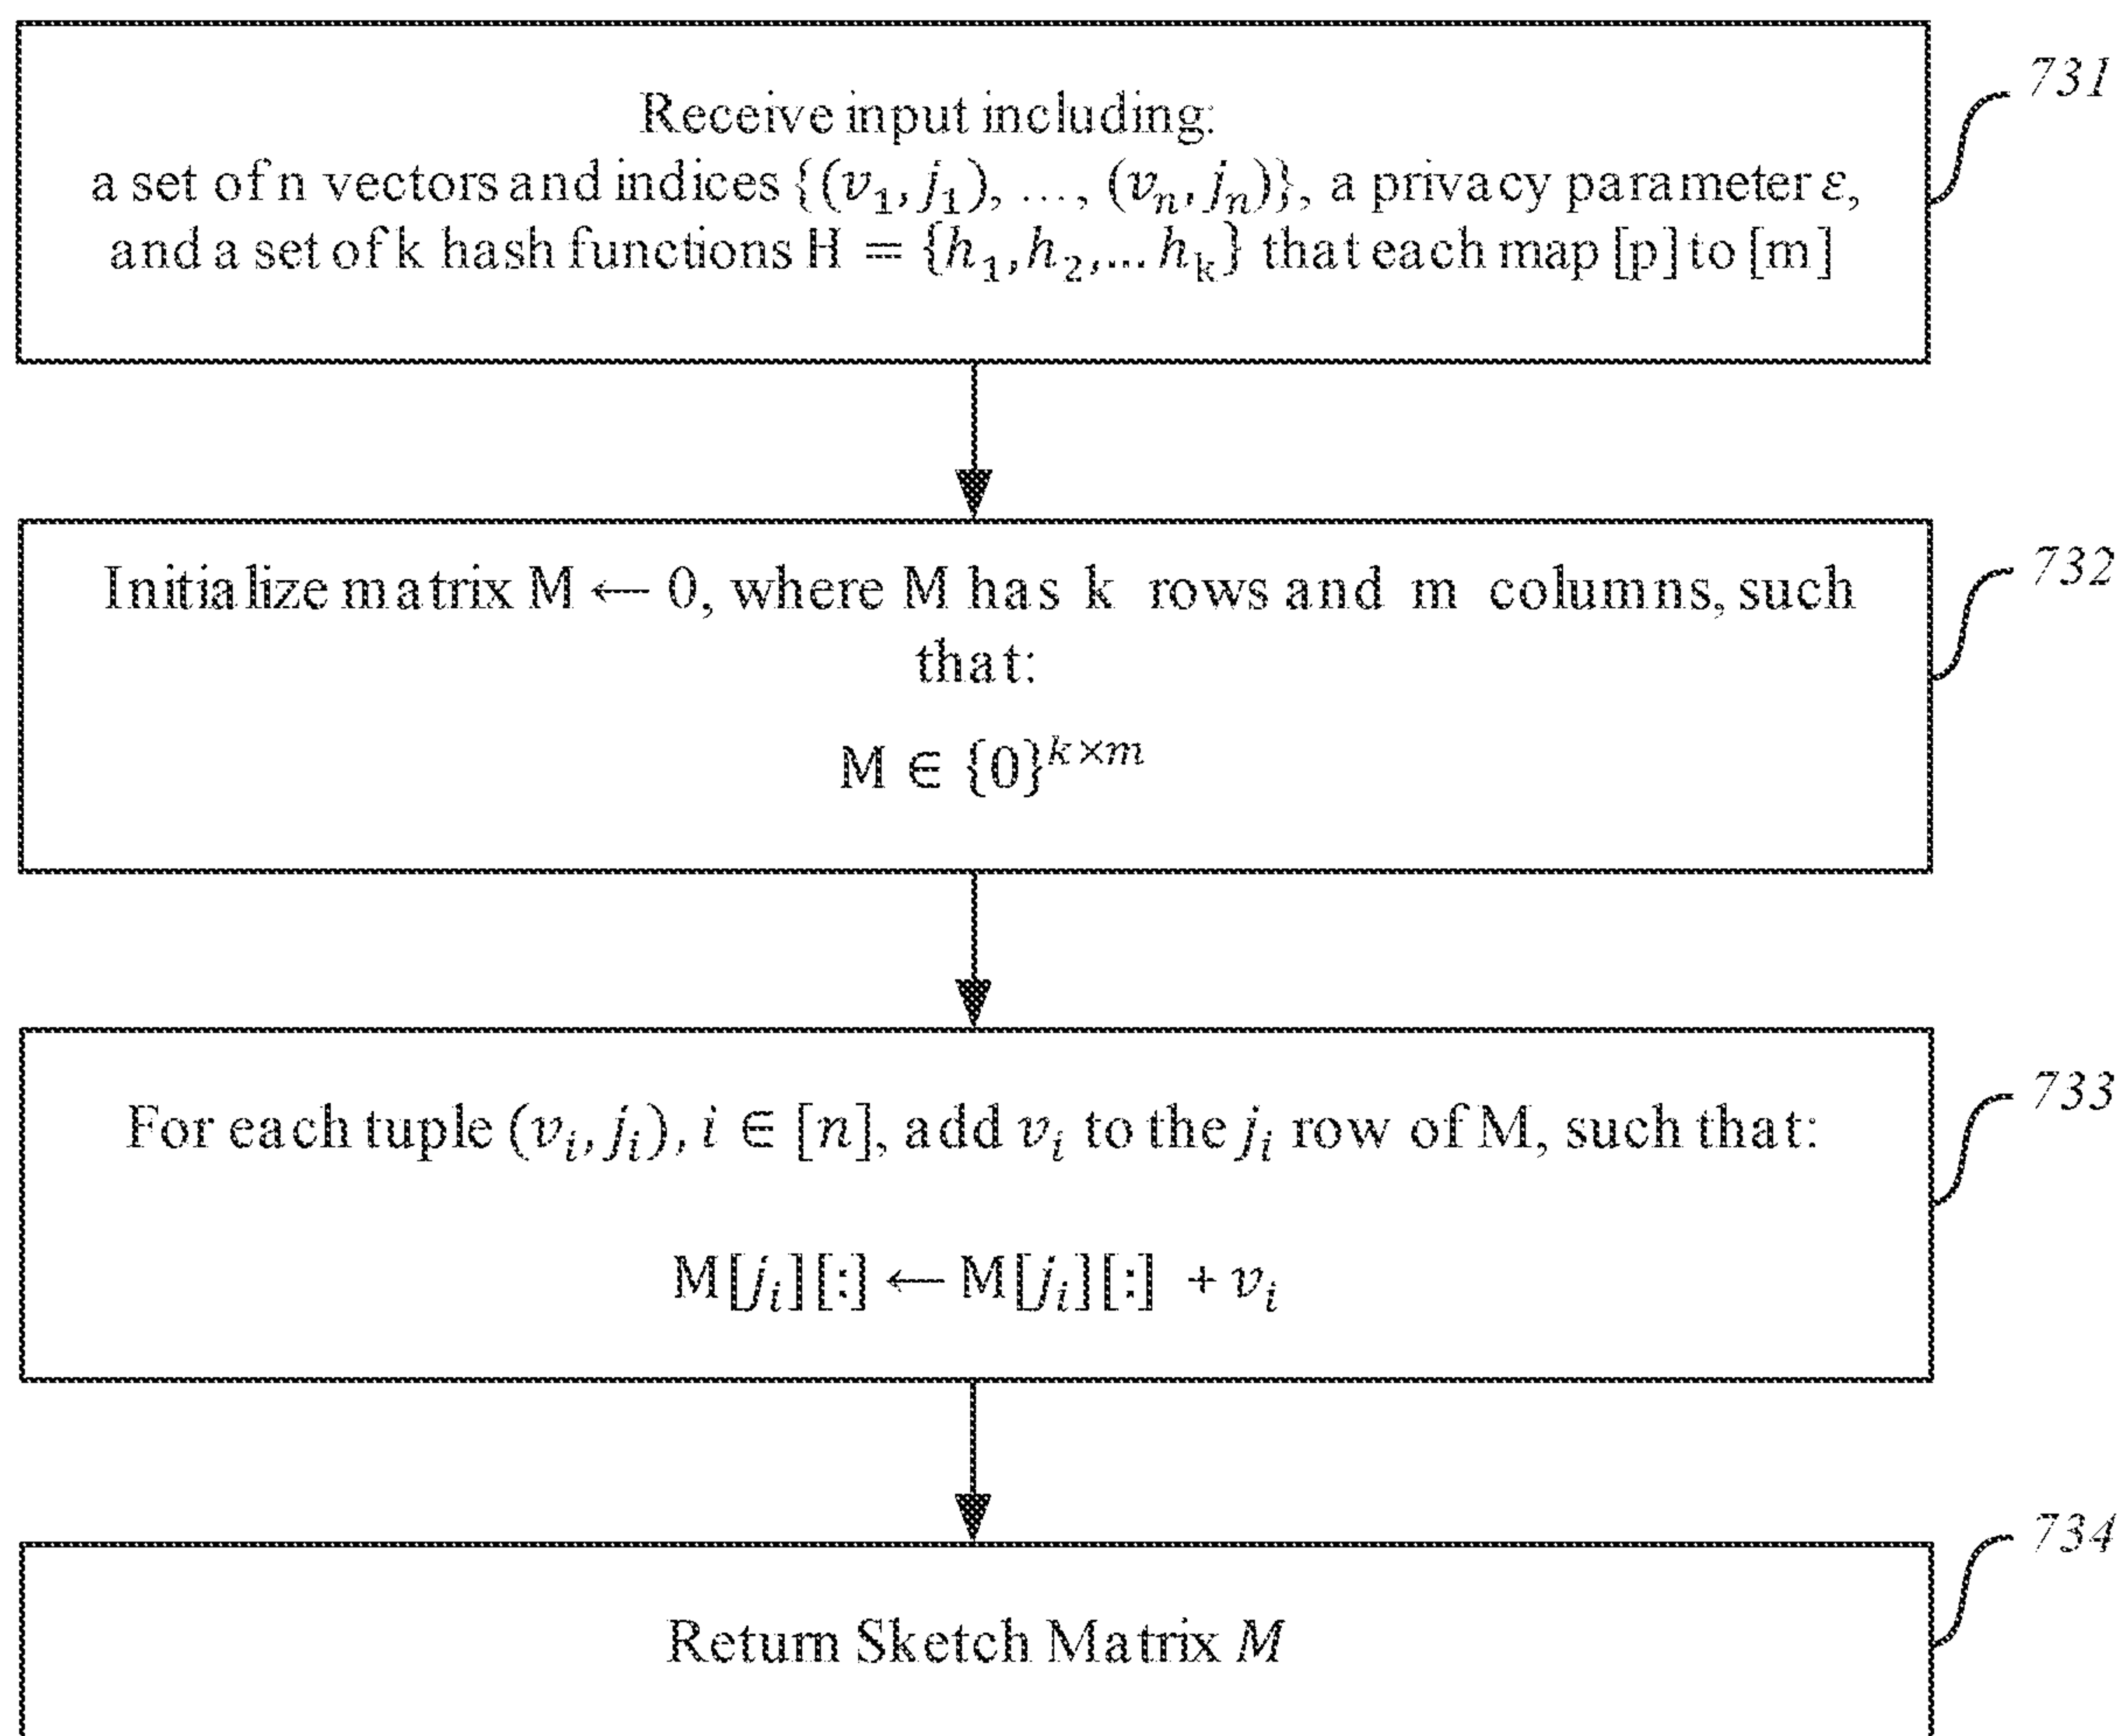 Receive input including:
731
a set of n vectors and indices {(v₁, j₁), …, (vₙ, jₙ)}, a privacy parameter ε,
and a set of k hash functions H = {h₁, h₂,... hₖ} that each map [p] to [m]
Initialize matrix M ← 0, where M has k rows and m columns, such
732
that:
M ∈ {0}^{k×m}
For each tuple (vᵢ, jᵢ), i ∈ [n], add vᵢ to the jᵢ row of M, such that:
733
M[jᵢ][:] ← M[jᵢ][:] + vᵢ
734
Return Sketch Matrix M